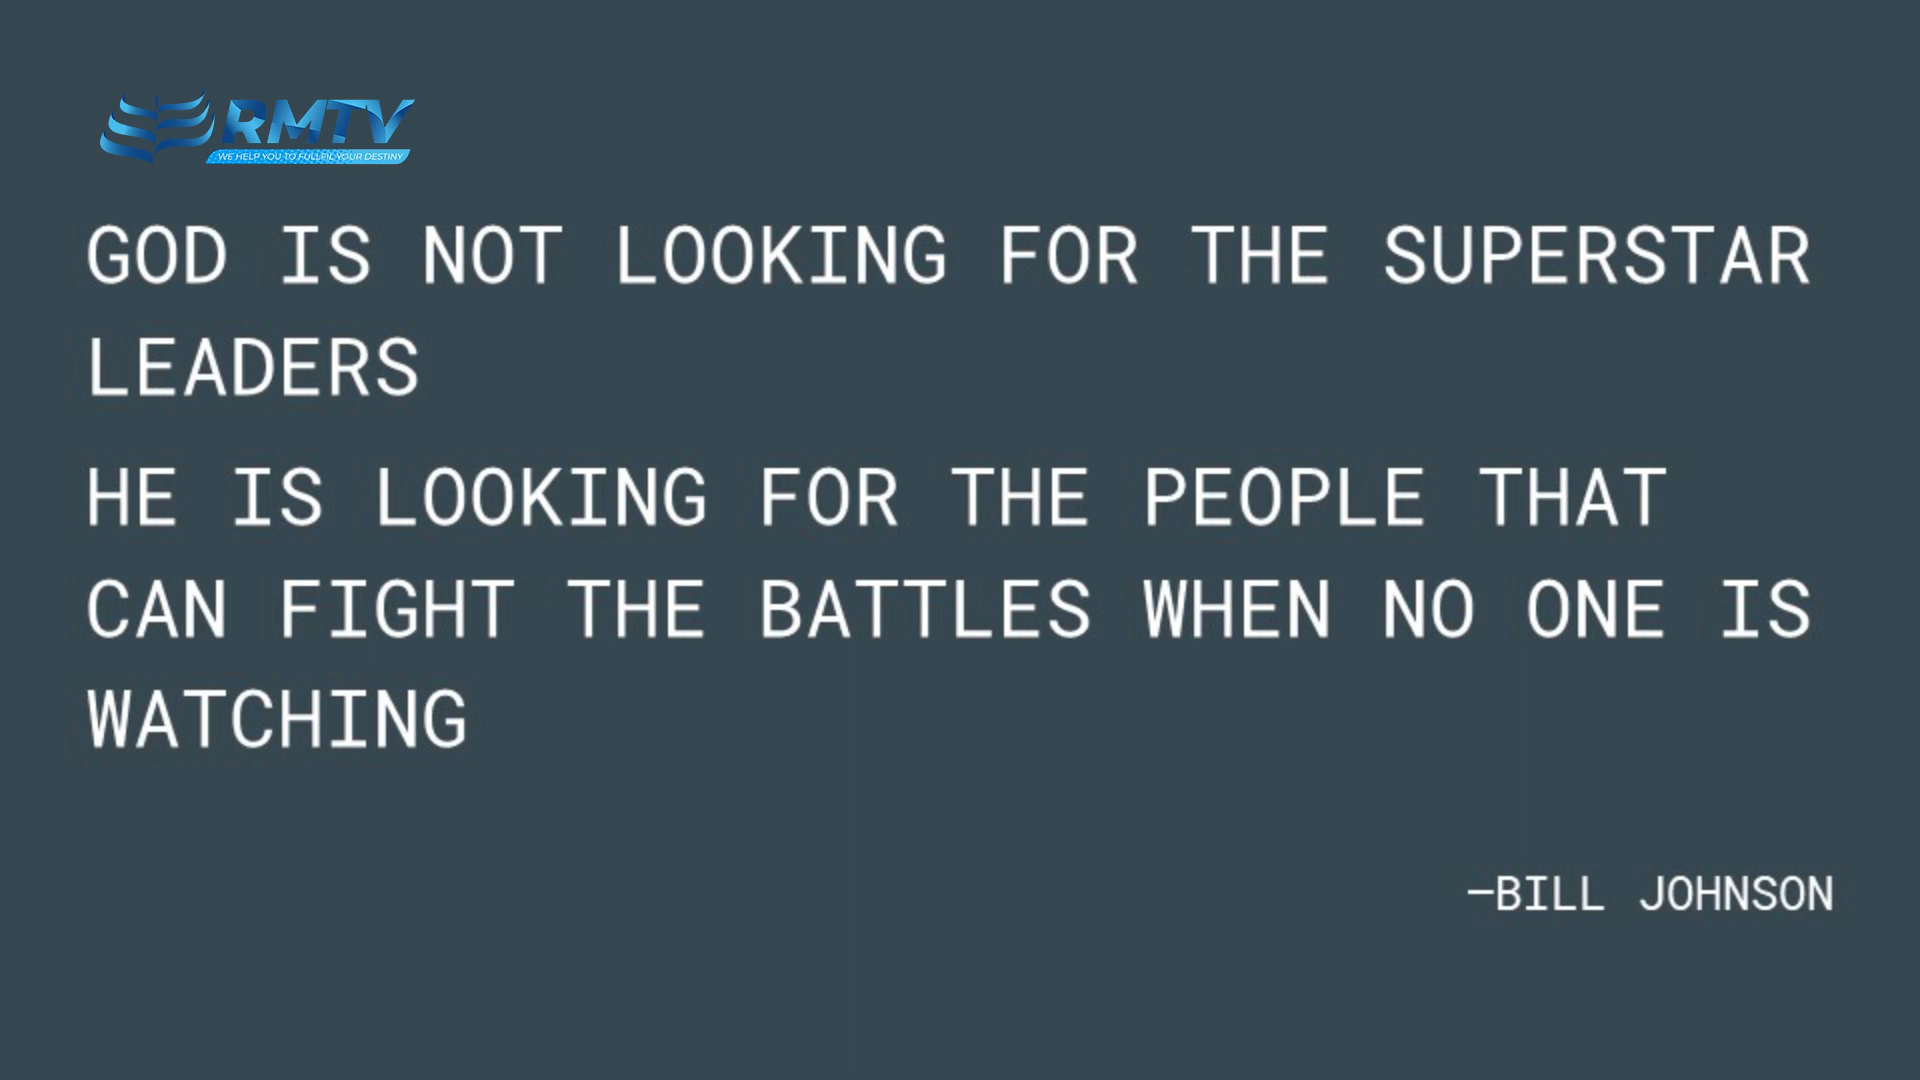 RMTV
WE HELP YOU TO FULLFIL YOUR DESTINY
GOD IS NOT LOOKING FOR THE SUPERSTAR
LEADERS
HE IS LOOKING FOR THE PEOPLE THAT
CAN FIGHT THE BATTLES WHEN NO ONE IS
WATCHING
—BILL JOHNSON